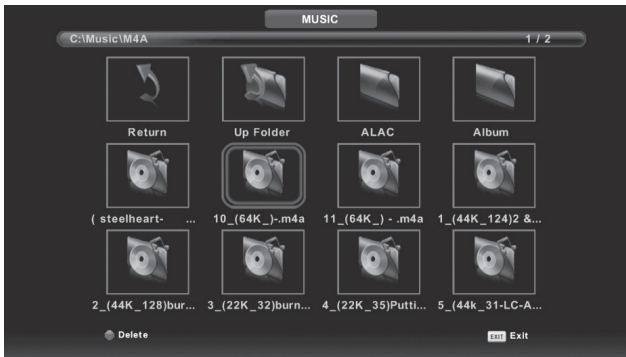 MUSIC
C:\Music\M4A 1 / 2
Return Up Folder ALAC Album
( steelheart- ... 10_(64K_)-.m4a 11_(64K_) - .m4a 1_(44K_124)2 &...
2_(44K_128)bur... 3_(22K_32)burn... 4_(22K_35)Putti... 5_(44k_31-LC-A...
Delete EXIT Exit